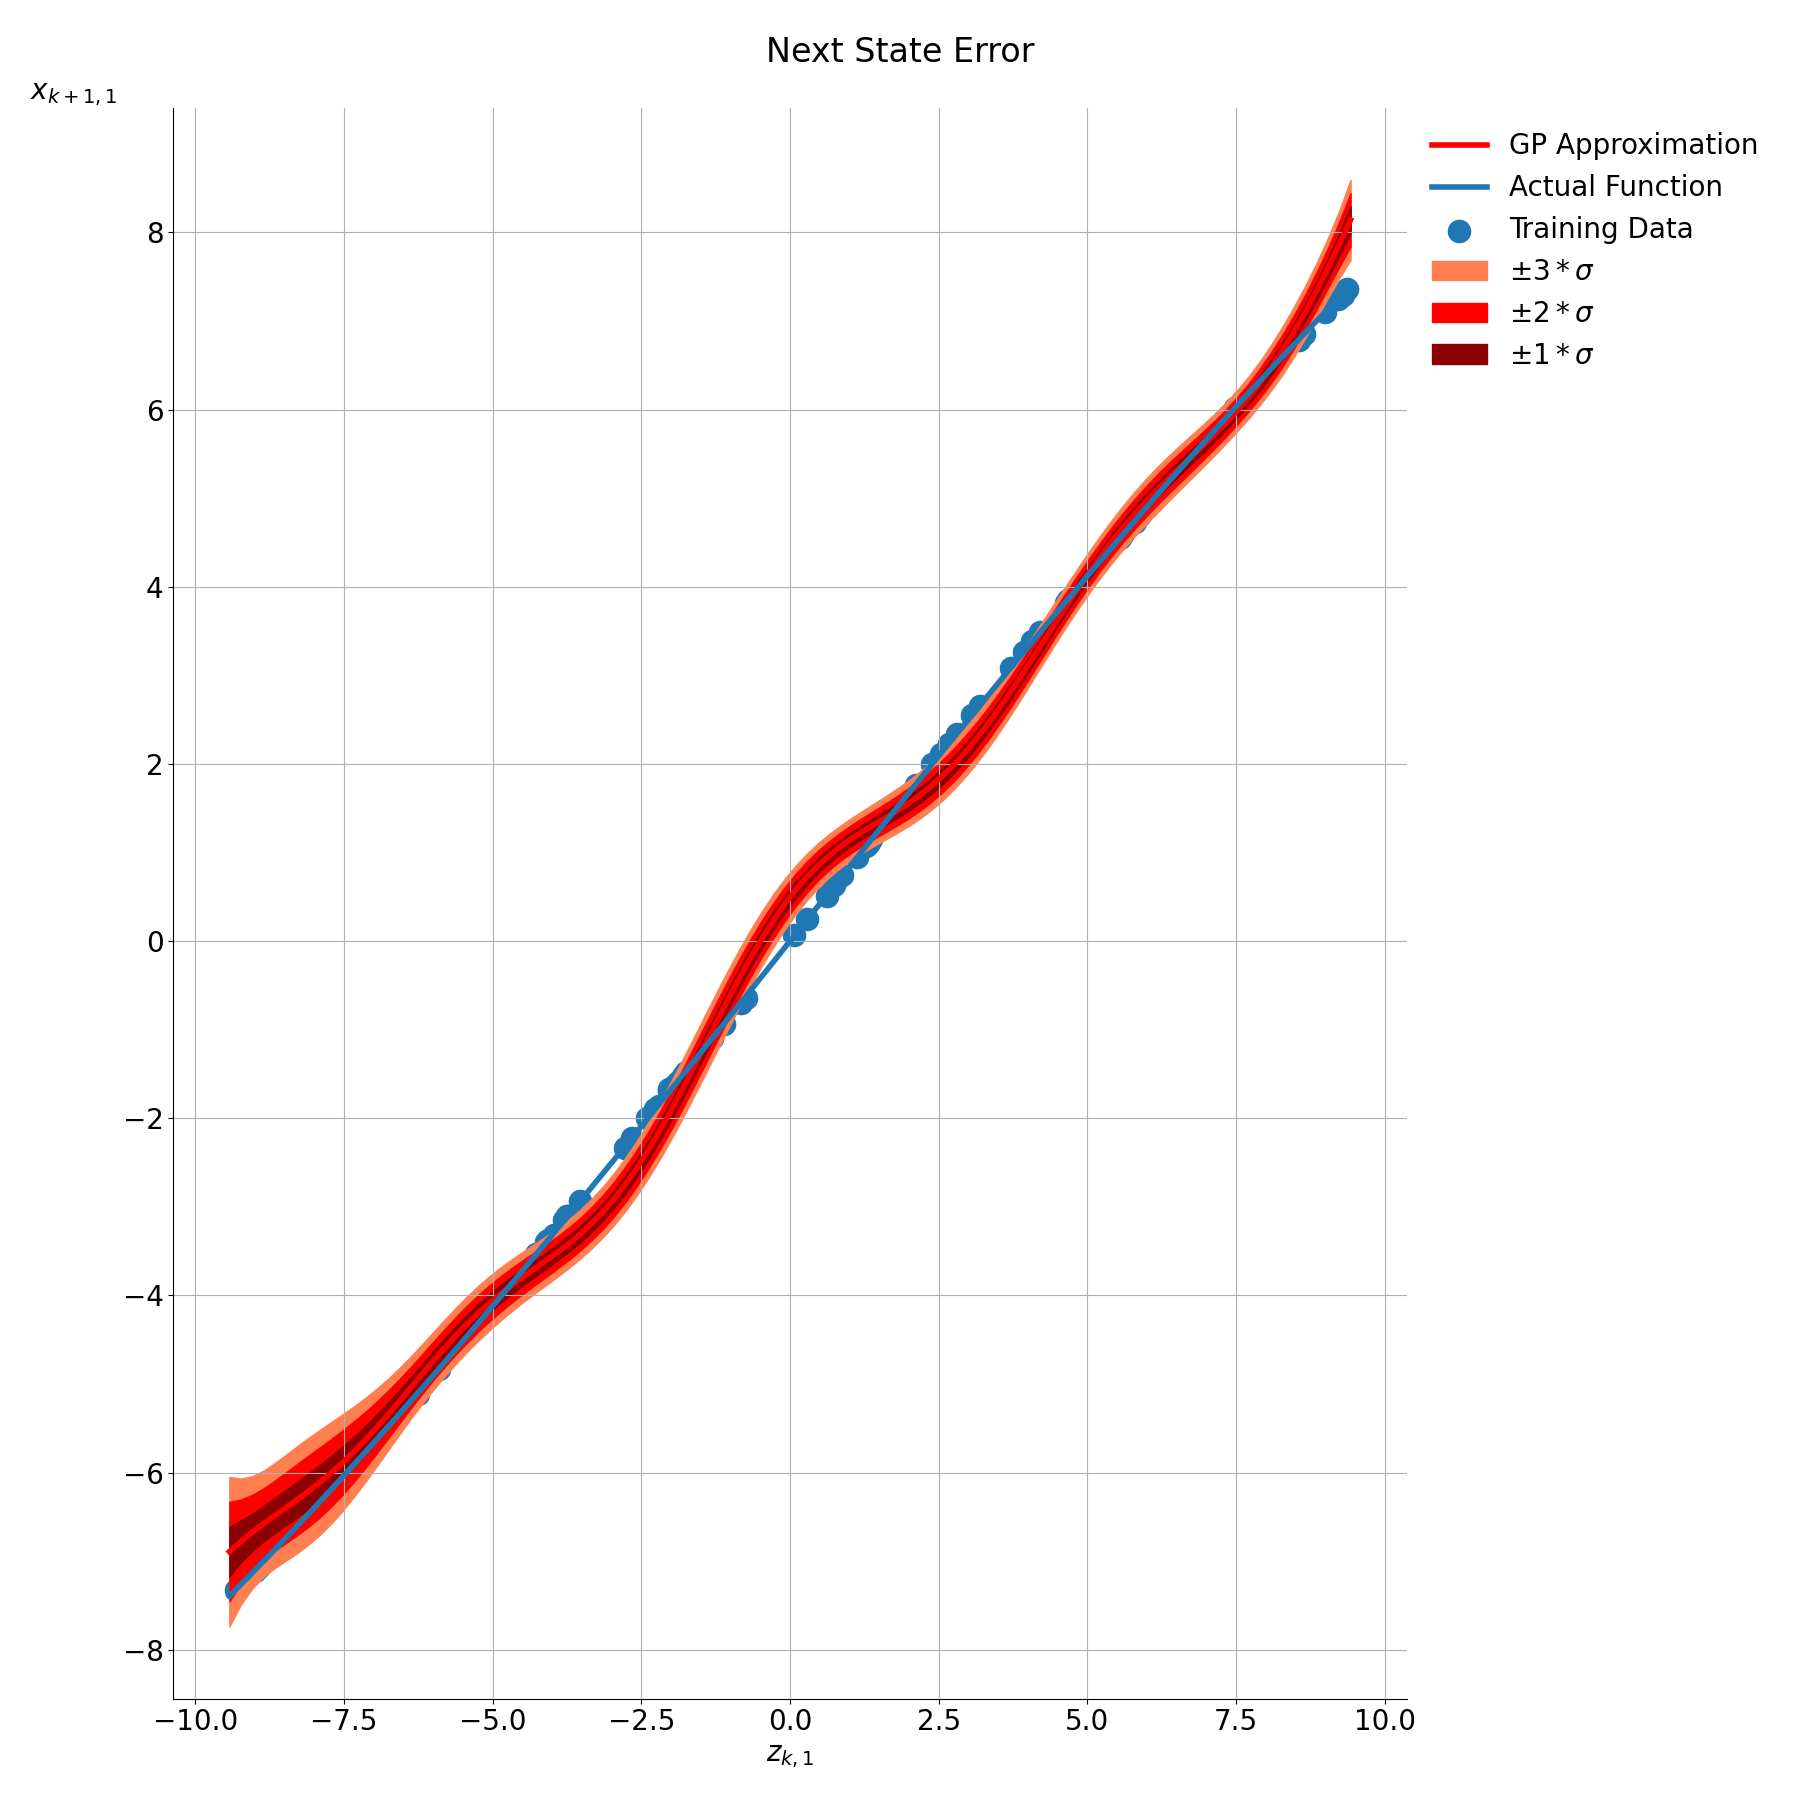 Next State Error
x_{k+1,1}
GP Approximation
Actual Function
Training Data
±3 * σ
±2 * σ
±1 * σ
8
6
4
2
0
−2
−4
−6
−8
−10.0 −7.5 −5.0 −2.5 0.0 2.5 5.0 7.5 10.0
z_{k,1}